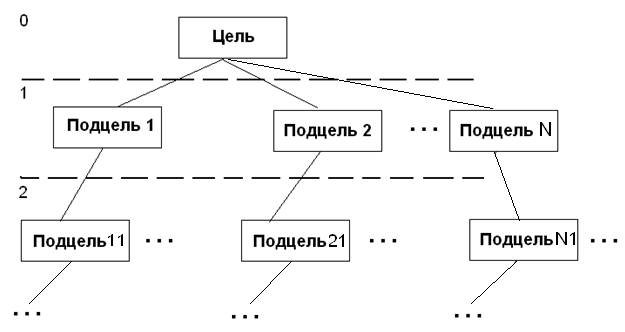 0
Цель
1
Подцель 1
Подцель 2
...
Подцель N
2
Подцель11
...
Подцель21
...
ПодцельN1
...
...
...
...